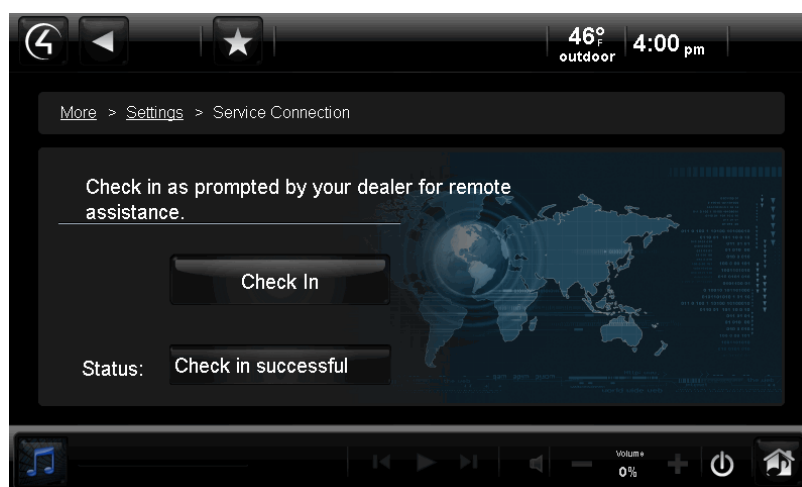 46°F
outdoor
4:00 pm
More > Settings > Service Connection
Check in as prompted by your dealer for remote
assistance.
Check In
Status: Check in successful
Volume
0%